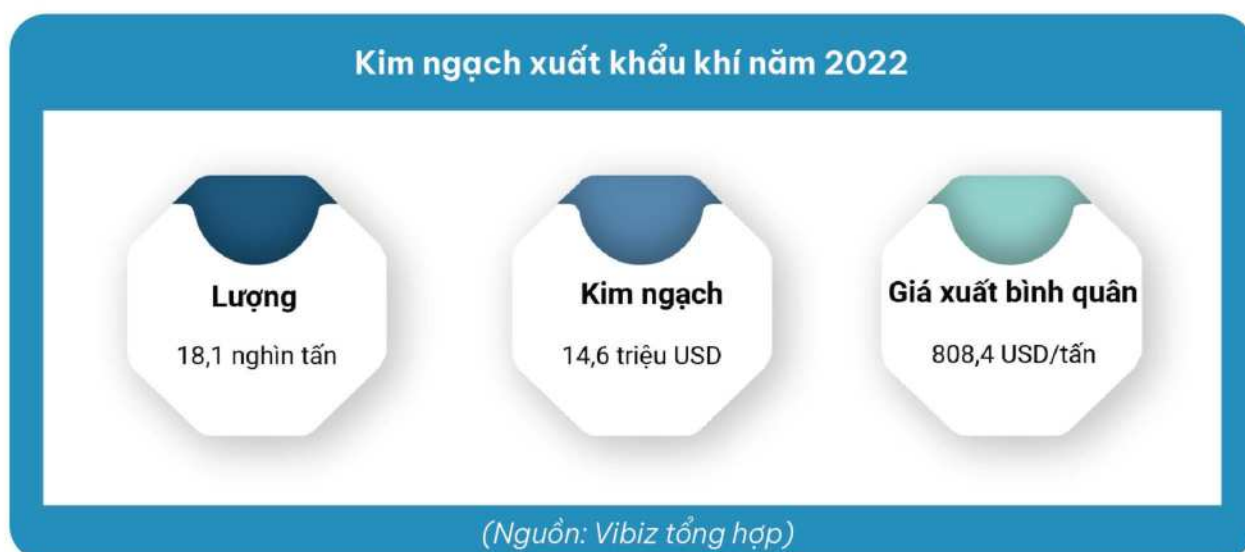 Kim ngạch xuất khẩu khí năm 2022
Lượng
18,1 nghìn tấn
Kim ngạch
14,6 triệu USD
Giá xuất bình quân
808,4 USD/tấn
(Nguồn: Vibiz tổng hợp)